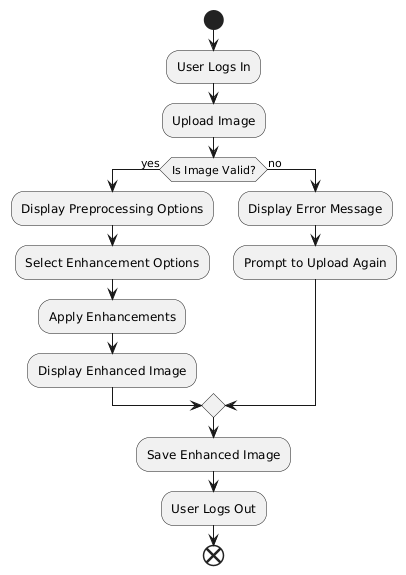 User Logs In
Upload Image
yes
Is Image Valid?
no
Display Preprocessing Options
Display Error Message
Select Enhancement Options
Prompt to Upload Again
Apply Enhancements
Display Enhanced Image
Save Enhanced Image
User Logs Out